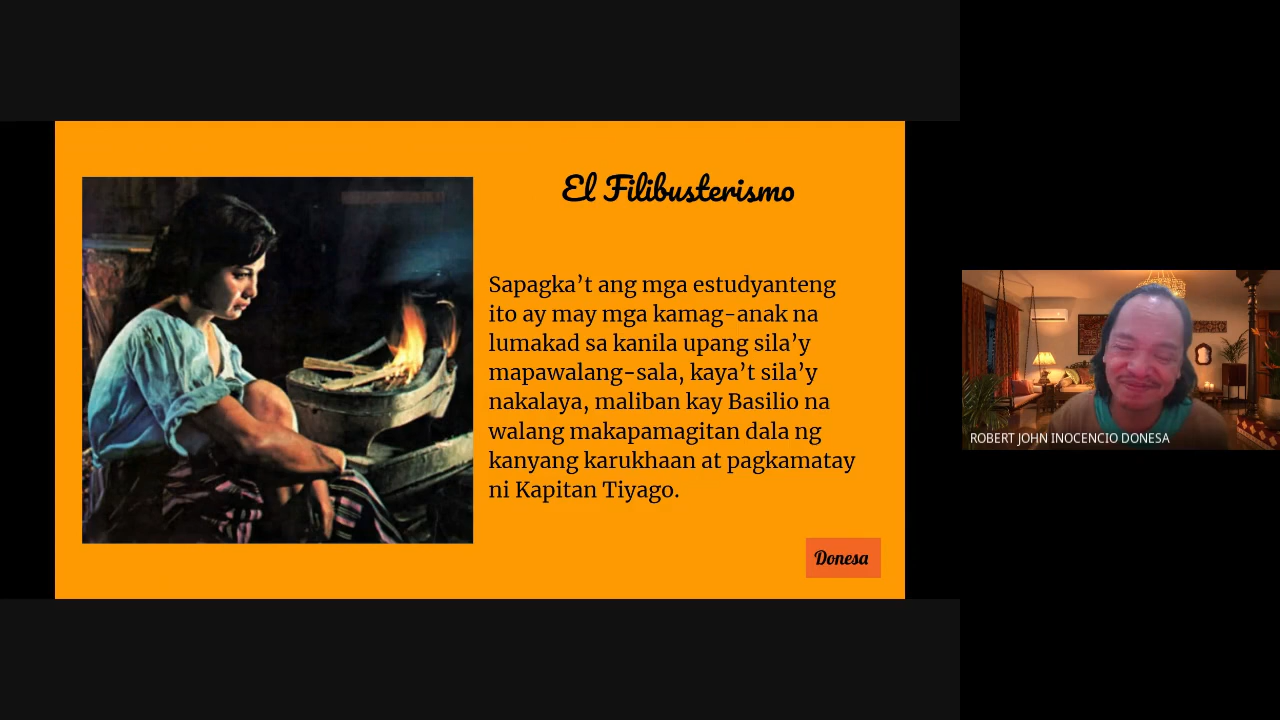 El Filibusterismo
Sapagka’t ang mga estudyanteng
ito ay may mga kamag-anak na
lumakad sa kanila upang sila’y
mapawalang-sala, kaya’t sila’y
nakalaya, maliban kay Basilio na
walang makapamagitan dala ng
kanyang karukhaan at pagkamatay
ni Kapitan Tiyago.
Donesa
ROBERT JOHN INOCENCIO DONESA